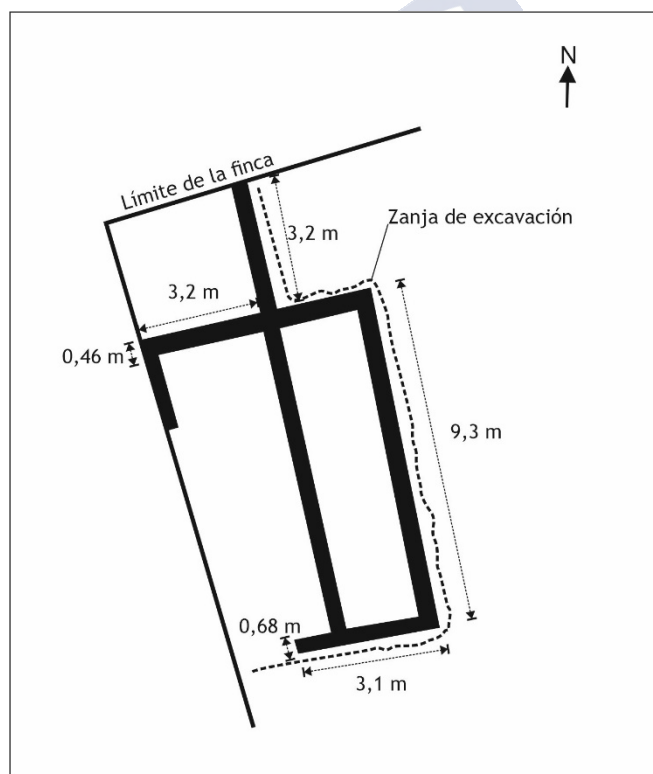 N
Límite de la finca
3,2 m
Zanja de excavación
3,2 m
0,46 m
9,3 m
0,68 m
3,1 m